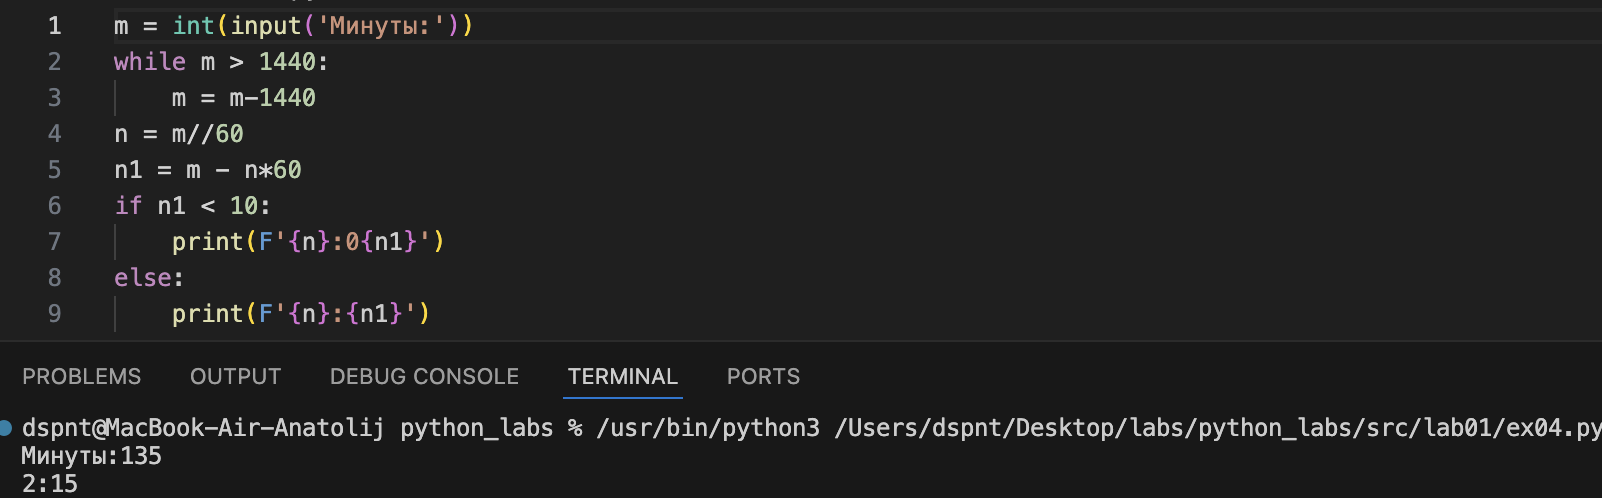 1 m = int(input('Минуты:'))
2 while m > 1440:
3     m = m-1440
4 n = m//60
5 n1 = m - n*60
6 if n1 < 10:
7     print(F'{n}:0{n1}')
8 else:
9     print(F'{n}:{n1}')
PROBLEMS OUTPUT DEBUG CONSOLE TERMINAL PORTS
dspnt@MacBook-Air-Anatolij python_labs % /usr/bin/python3 /Users/dspnt/Desktop/labs/python_labs/src/lab01/ex04.py
Минуты:135
2:15